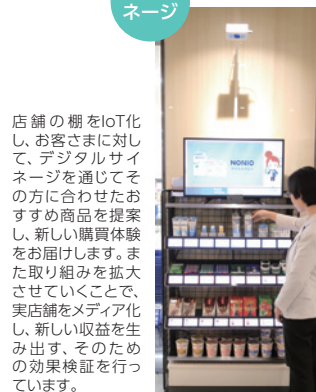 ネージ
店舗の棚をIoT化
し、お客さまに対し
て、デジタルサイ
ネージを通じてそ
の方に合わせたお
すすめ商品を提案
し、新しい購買体験
をお届けします。ま
た取り組みを拡大
させていくことで、
実店舗をメディア化
し、新しい収益を生
み出す、そのため
の効果検証を行っ
ています。
NONIO